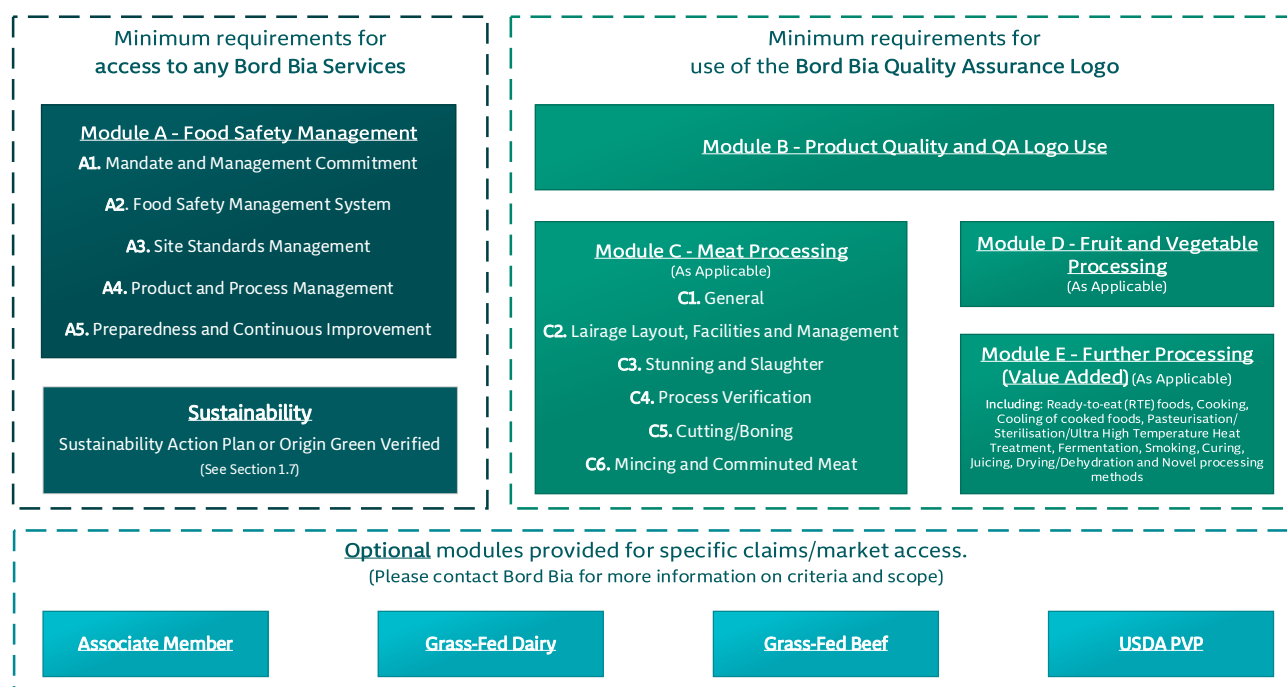 Minimum requirements for
access to any Bord Bia Services
Module A - Food Safety Management
A1. Mandate and Management Commitment
A2. Food Safety Management System
A3. Site Standards Management
A4. Product and Process Management
A5. Preparedness and Continuous Improvement
Sustainability
Sustainability Action Plan or Origin Green Verified
(See Section 1.7)
Minimum requirements for
use of the Bord Bia Quality Assurance Logo
Module B - Product Quality and QA Logo Use
Module C - Meat Processing
(As Applicable)
C1. General
C2. Lairage Layout, Facilities and Management
C3. Stunning and Slaughter
C4. Process Verification
C5. Cutting/Boning
C6. Mincing and Comminuted Meat
Module D - Fruit and Vegetable
Processing
(As Applicable)
Module E - Further Processing
(Value Added) (As Applicable)
Including: Ready-to-eat (RTE) foods, Cooking,
Cooling of cooked foods, Pasteurisation/
Sterilisation/Ultra High Temperature Heat
Treatment, Fermentation, Smoking, Curing,
Juicing, Drying/Dehydration and Novel processing
methods
Optional modules provided for specific claims/market access.
(Please contact Bord Bia for more information on criteria and scope)
Associate Member
Grass-Fed Dairy
Grass-Fed Beef
USDA PVP